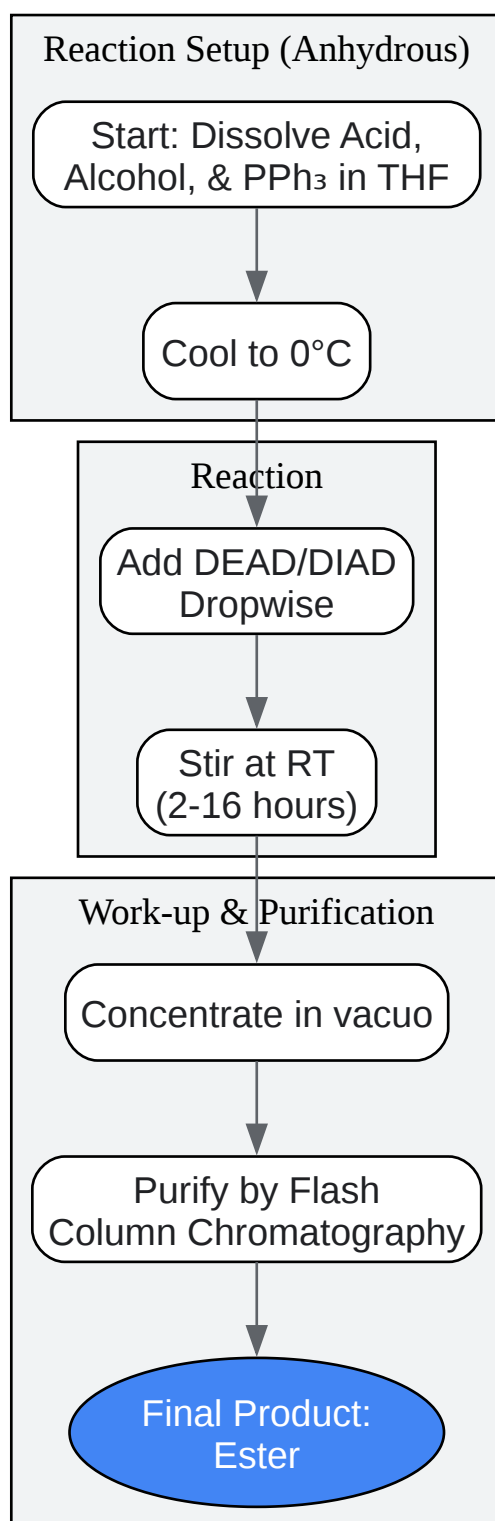 Reaction Setup (Anhydrous)
Start: Dissolve Acid,
Alcohol, & PPh₃ in THF
Cool to 0°C
Reaction
Add DEAD/DIAD
Dropwise
Stir at RT
(2-16 hours)
Work-up & Purification
Concentrate in vacuo
Purify by Flash
Column Chromatography
Final Product:
Ester